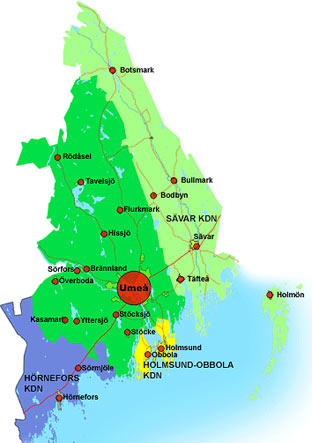 Botsmark
Rödåsel
Tavelsjö
Bullmark
Bodbyn
Flurkmark
SÄVAR KDN
Hissjö
Sävar
Sörfors
Brännland
Överboda
Täfteå
Umeå
Holmön
Kasamark
Yttersjö
Stöcksjö
Stöcke
Holmsund
Obbola
HOLMSUND-OBBOLA
KDN
Sörmjöle
HÖRNEFORS
KDN
Hörnefors